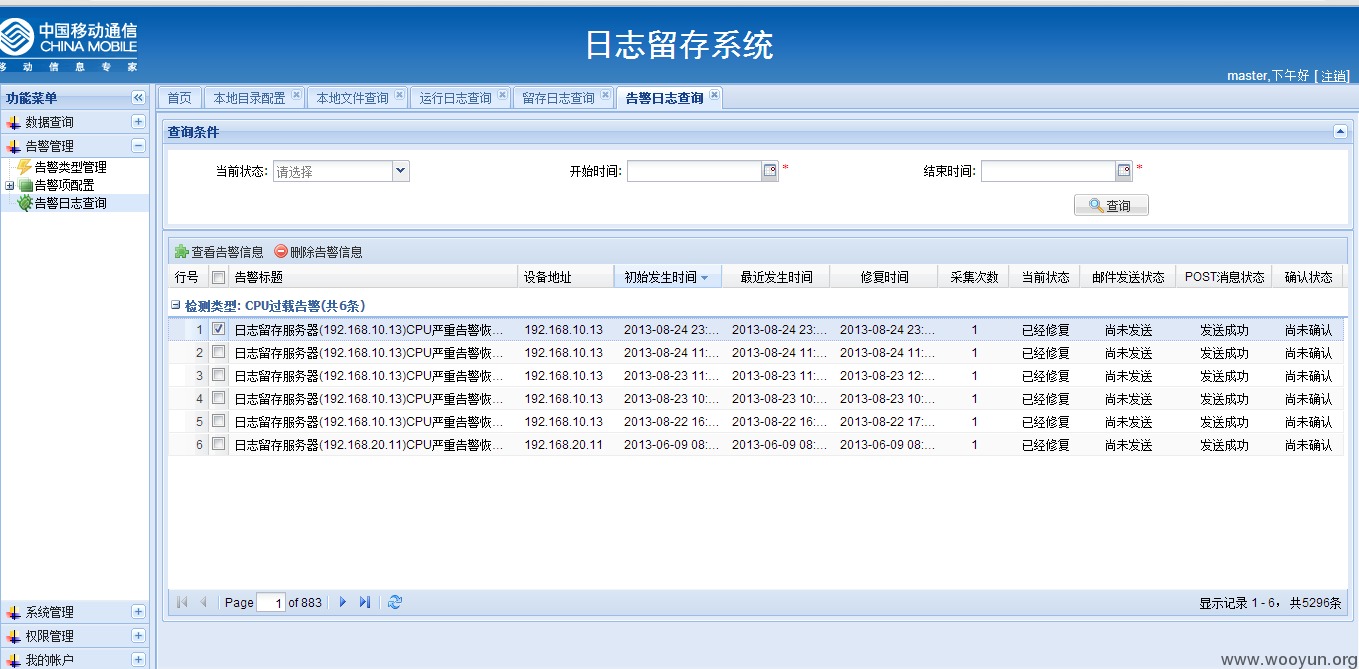 中国移动通信
CHINA MOBILE
移 动 信 息 专 家
日志留存系统
master,下午好 [注销]
功能菜单
数据查询
告警管理
告警类型管理
告警项配置
告警日志查询
系统管理
权限管理
我的帐户
首页 本地目录配置 本地文件查询 运行日志查询 留存日志查询 告警日志查询
查询条件
当前状态: 请选择 开始时间: * 结束时间: *
查询
查看告警信息 删除告警信息
行号 告警标题 设备地址 初始发生时间 最近发生时间 修复时间 采集次数 当前状态 邮件发送状态 POST消息状态 确认状态
检测类型: CPU过载告警(共6条)
1 日志留存服务器(192.168.10.13)CPU严重告警恢... 192.168.10.13 2013-08-24 23:... 2013-08-24 23:... 2013-08-24 23:... 1 已经修复 尚未发送 发送成功 尚未确认
2 日志留存服务器(192.168.10.13)CPU严重告警恢... 192.168.10.13 2013-08-24 11:... 2013-08-24 11:... 2013-08-24 11:... 1 已经修复 尚未发送 发送成功 尚未确认
3 日志留存服务器(192.168.10.13)CPU严重告警恢... 192.168.10.13 2013-08-23 11:... 2013-08-23 11:... 2013-08-23 12:... 1 已经修复 尚未发送 发送成功 尚未确认
4 日志留存服务器(192.168.10.13)CPU严重告警恢... 192.168.10.13 2013-08-23 10:... 2013-08-23 10:... 2013-08-23 10:... 1 已经修复 尚未发送 发送成功 尚未确认
5 日志留存服务器(192.168.10.13)CPU严重告警恢... 192.168.10.13 2013-08-22 16:... 2013-08-22 16:... 2013-08-22 17:... 1 已经修复 尚未发送 发送成功 尚未确认
6 日志留存服务器(192.168.20.11)CPU严重告警恢... 192.168.20.11 2013-06-09 08:... 2013-06-09 08:... 2013-06-09 08:... 1 已经修复 尚未发送 发送成功 尚未确认
Page 1 of 883
显示记录 1 - 6，共5296条
www.wooyun.org